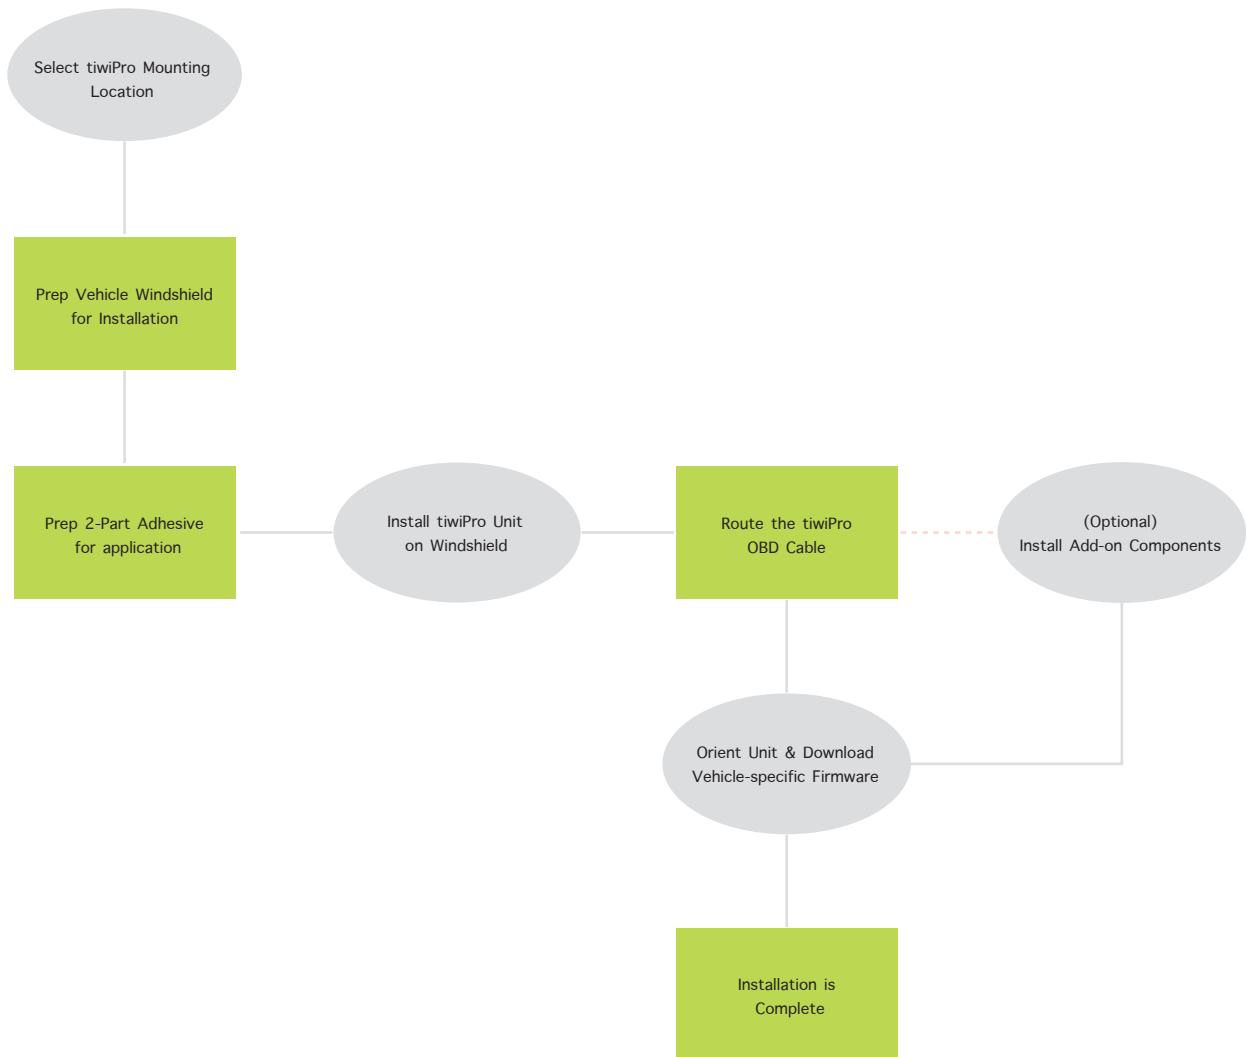 Select tiwiPro Mounting
Location
Prep Vehicle Windshield
for Installation
Prep 2-Part Adhesive
for application
Install tiwiPro Unit
on Windshield
Route the tiwiPro
OBD Cable
(Optional)
Install Add-on Components
Orient Unit & Download
Vehicle-specific Firmware
Installation is
Complete